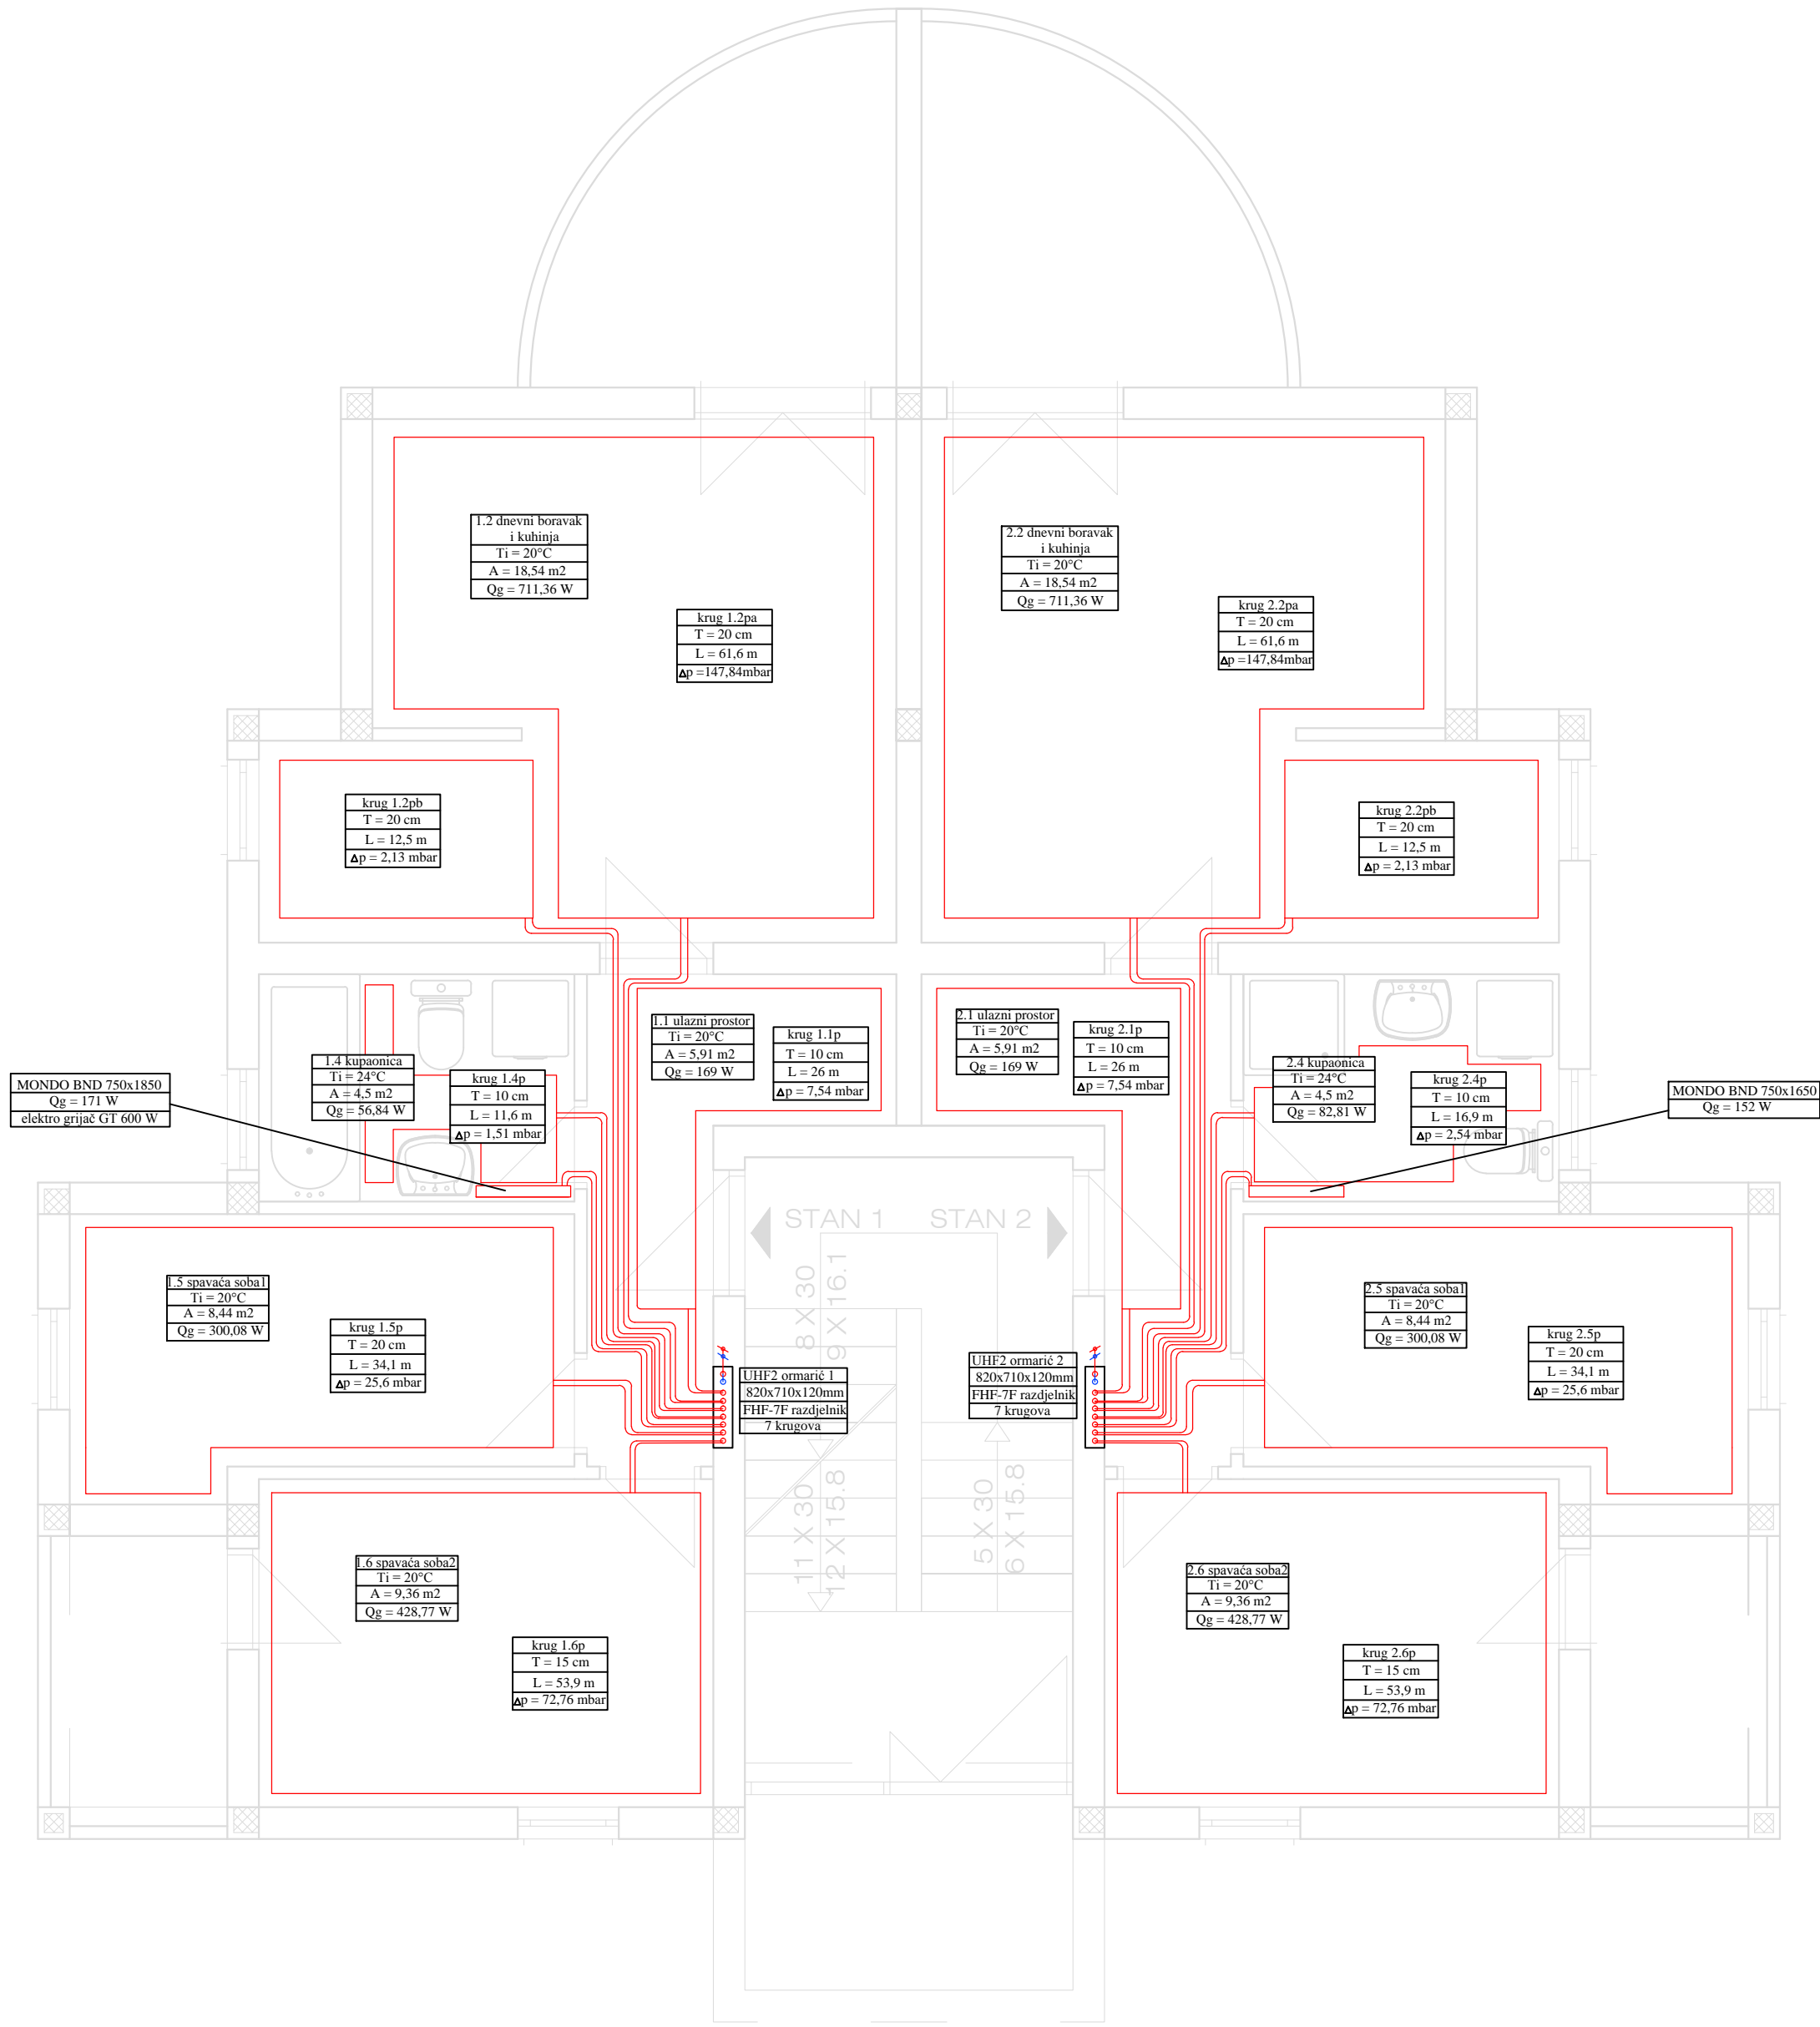 1.2 dnevni boravak
i kuhinja
Ti = 20°C
A = 18,54 m2
Qg = 711,36 W
2.2 dnevni boravak
i kuhinja
Ti = 20°C
A = 18,54 m2
Qg = 711,36 W
krug 1.2pa
T = 20 cm
L = 61,6 m
Δp =147,84mbar
krug 2.2pa
T = 20 cm
L = 61,6 m
Δp =147,84mbar
krug 1.2pb
T = 20 cm
L = 12,5 m
Δp = 2,13 mbar
krug 2.2pb
T = 20 cm
L = 12,5 m
Δp = 2,13 mbar
1.1 ulazni prostor
Ti = 20°C
A = 5,91 m2
Qg = 169 W
krug 1.1p
T = 10 cm
L = 26 m
Δp = 7,54 mbar
2.1 ulazni prostor
Ti = 20°C
A = 5,91 m2
Qg = 169 W
krug 2.1p
T = 10 cm
L = 26 m
Δp = 7,54 mbar
MONDO BND 750x1850
Qg = 171 W
elektro grijač GT 600 W
1.4 kupaonica
Ti = 24°C
A = 4,5 m2
Qg = 56,84 W
krug 1.4p
T = 10 cm
L = 11,6 m
Δp = 1,51 mbar
2.4 kupaonica
Ti = 24°C
A = 4,5 m2
Qg = 82,81 W
krug 2.4p
T = 10 cm
L = 16,9 m
Δp = 2,54 mbar
MONDO BND 750x1650
Qg = 152 W
STAN 1
STAN 2
8 X 30
9 X 16.1
1.5 spavaća soba1
Ti = 20°C
A = 8,44 m2
Qg = 300,08 W
krug 1.5p
T = 20 cm
L = 34,1 m
Δp = 25,6 mbar
UHF2 ormarić 1
820x710x120mm
FHF-7F razdjelnik
7 krugova
UHF2 ormarić 2
820x710x120mm
FHF-7F razdjelnik
7 krugova
2.5 spavaća soba1
Ti = 20°C
A = 8,44 m2
Qg = 300,08 W
krug 2.5p
T = 20 cm
L = 34,1 m
Δp = 25,6 mbar
11 X 30
12 X 15.8
5 X 30
6 X 15.8
1.6 spavaća soba2
Ti = 20°C
A = 9,36 m2
Qg = 428,77 W
krug 1.6p
T = 15 cm
L = 53,9 m
Δp = 72,76 mbar
2.6 spavaća soba2
Ti = 20°C
A = 9,36 m2
Qg = 428,77 W
krug 2.6p
T = 15 cm
L = 53,9 m
Δp = 72,76 mbar